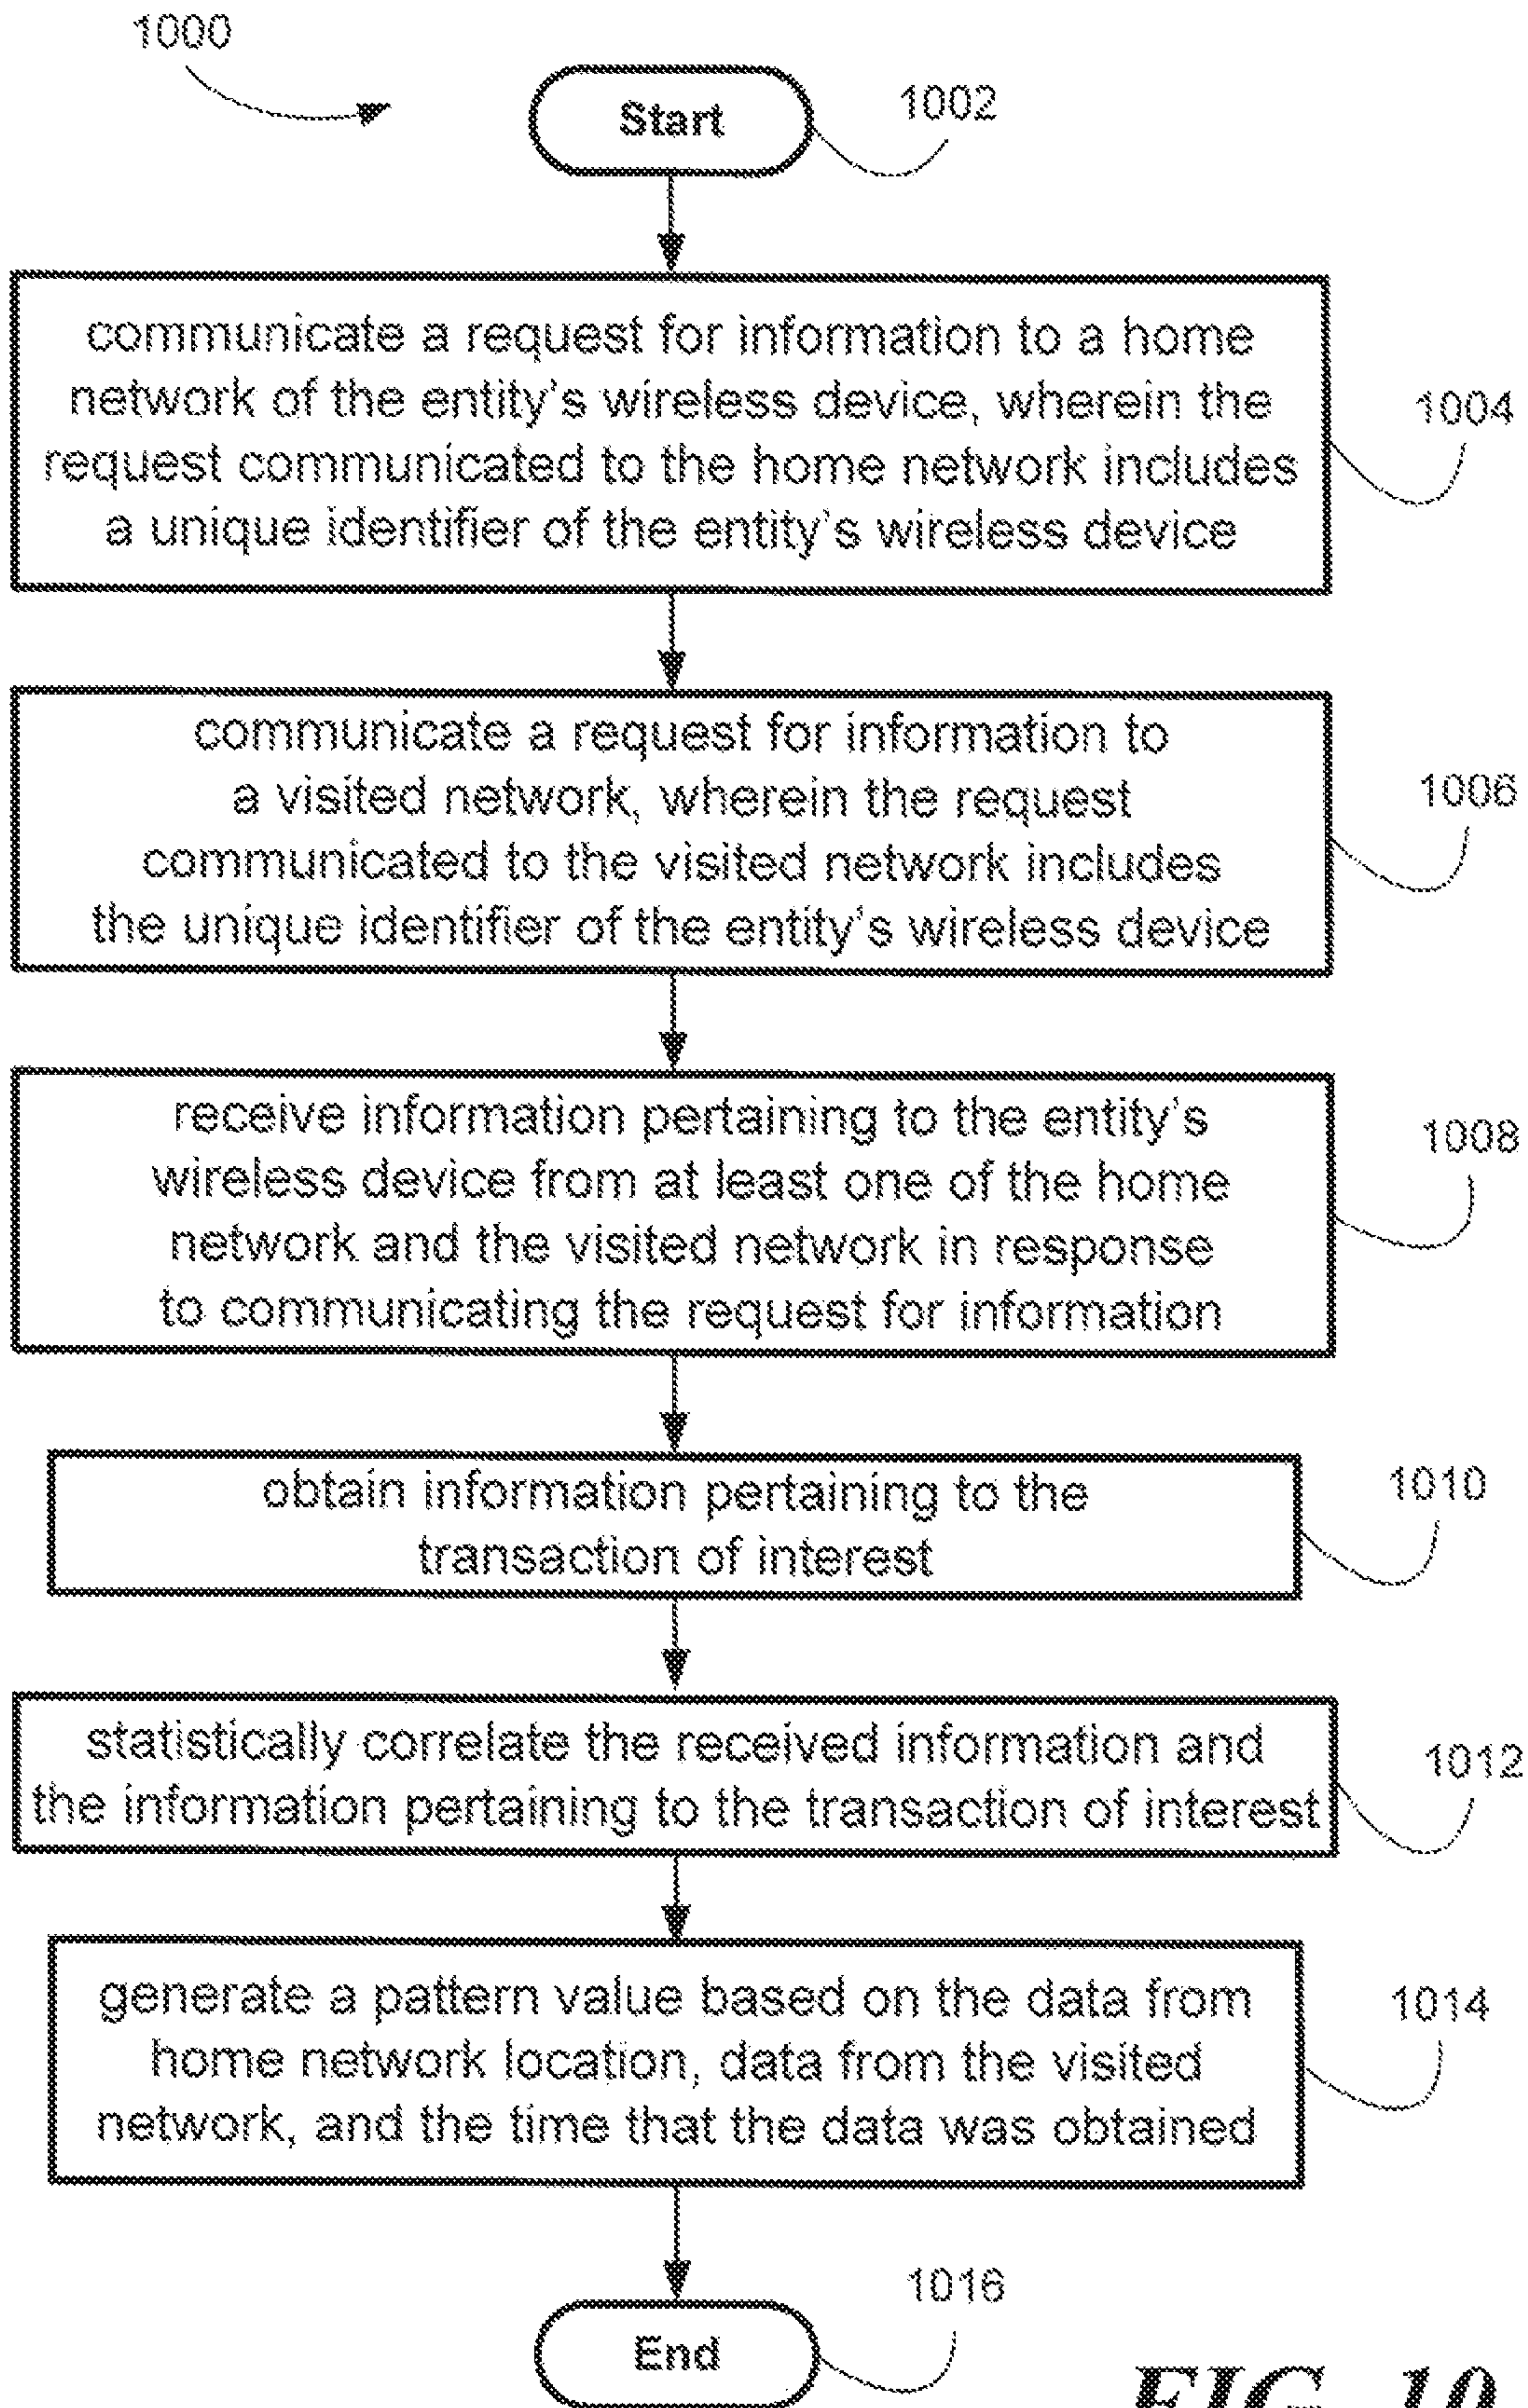 1000
Start
1002
communicate a request for information to a home
network of the entity's wireless device, wherein the
request communicated to the home network includes
a unique identifier of the entity's wireless device
1004
communicate a request for information to
a visited network, wherein the request
communicated to the visited network includes
the unique identifier of the entity's wireless device
1006
receive information pertaining to the entity's
wireless device from at least one of the home
network and the visited network in response
to communicating the request for information
1008
obtain information pertaining to the
transaction of interest
1010
statistically correlate the received information and
the information pertaining to the transaction of interest
1012
generate a pattern value based on the data from
home network location, data from the visited
network, and the time that the data was obtained
1014
End
1016
FIG. 10